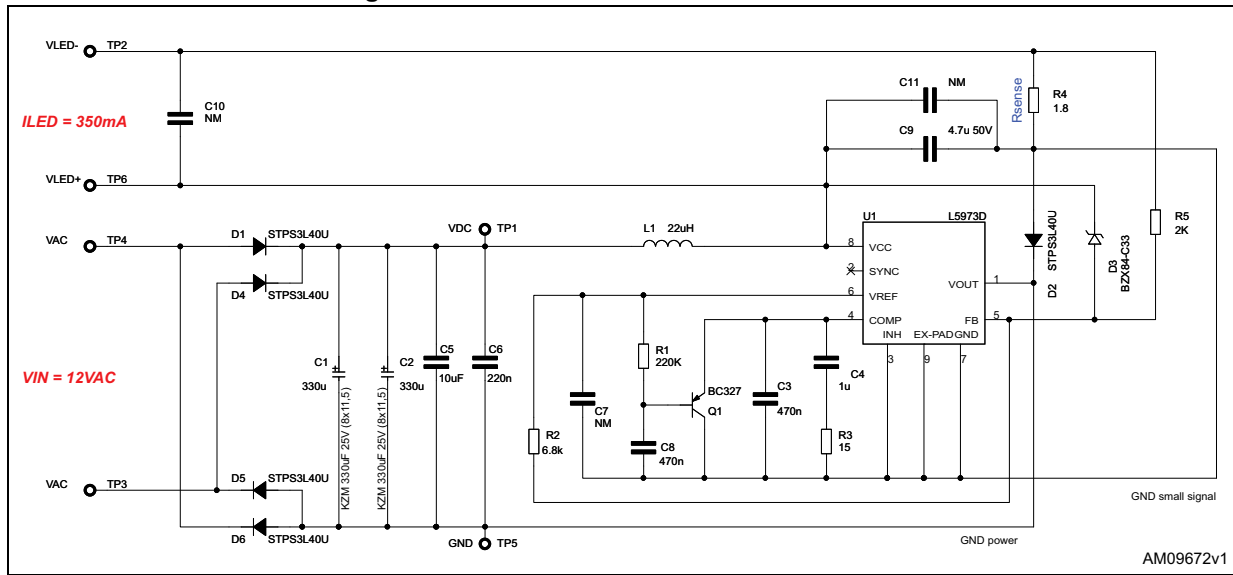 VLED-
TP2
C10
NM
ILED = 350mA
VLED+
TP6
C11
NM
C9
4.7u 50V
Rsense
R4
1.8
R5
2K
VAC
TP4
D1
STPS3L40U
D4
STPS3L40U
VDC
TP1
L1
22uH
U1
L5973D
8
VCC
2
SYNC
6
VREF
4
COMP
VOUT
1
FB
5
INH
EX-PAD
GND
3
9
7
D2
STPS3L40U
D3
BZX84-C33
VIN = 12VAC
C1
330u
KZM 330uF 25V (8x11,5)
C2
330u
KZM 330uF 25V (8x11,5)
C5
10uF
C6
220n
R2
6.8k
C7
NM
R1
220K
C8
470n
BC327
Q1
C3
470n
C4
1u
R3
15
VAC
TP3
D5
STPS3L40U
D6
STPS3L40U
GND
TP5
GND small signal
GND power
AM09672v1